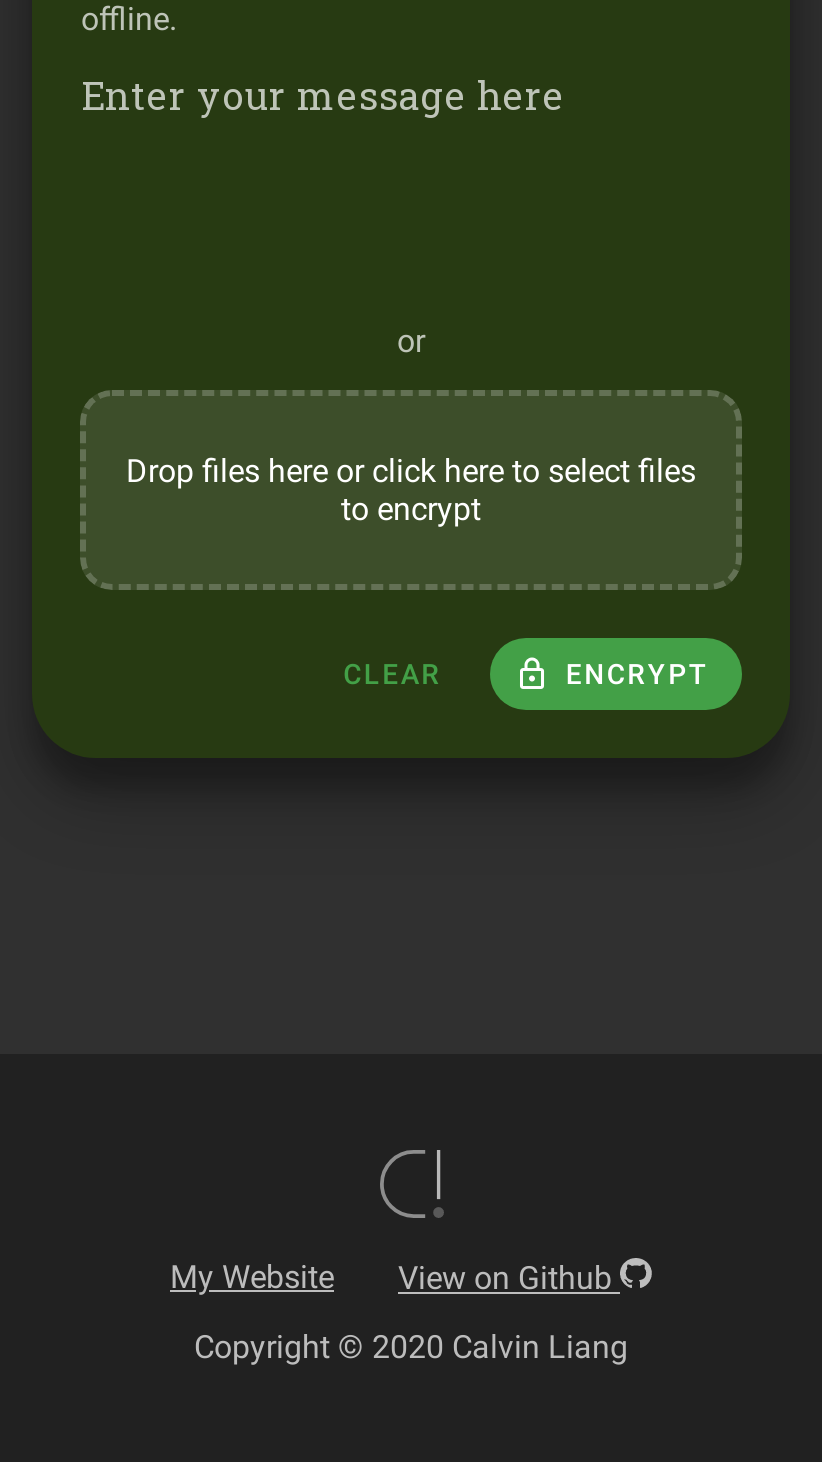 offline.
Enter your message here
or
Drop files here or click here to select files
to encrypt
CLEAR
ENCRYPT
My Website
View on Github
Copyright © 2020 Calvin Liang